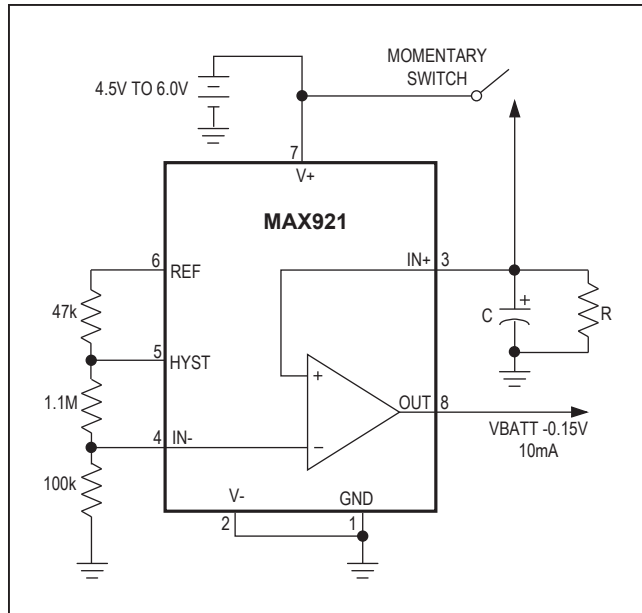 MOMENTARY
SWITCH
4.5V TO 6.0V
7
V+
MAX921
6
REF
IN+
3
47k
+
C
R
5
HYST
1.1M
+
OUT
8
4
IN-
−
VBATT -0.15V
10mA
100k
V-
GND
2
1